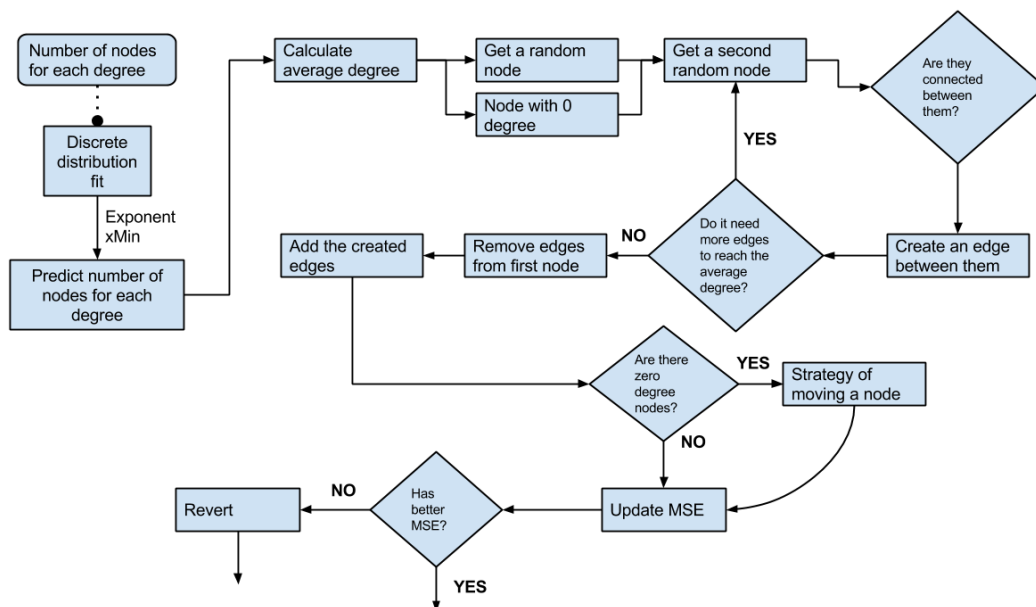 Number of nodes
for each degree
Discrete
distribution
fit
Exponent
xMin
Predict number of
nodes for each
degree
Calculate
average degree
Get a random
node
Node with 0
degree
Get a second
random node
Are they
connected
between
them?
Create an edge
between them
YES
Do it need
more edges
to reach the
average
degree?
NO
Remove edges
from first node
Add the created
edges
Are there
zero
degree
nodes?
YES
Strategy of
moving a node
NO
Update MSE
Has
better
MSE?
NO
Revert
YES